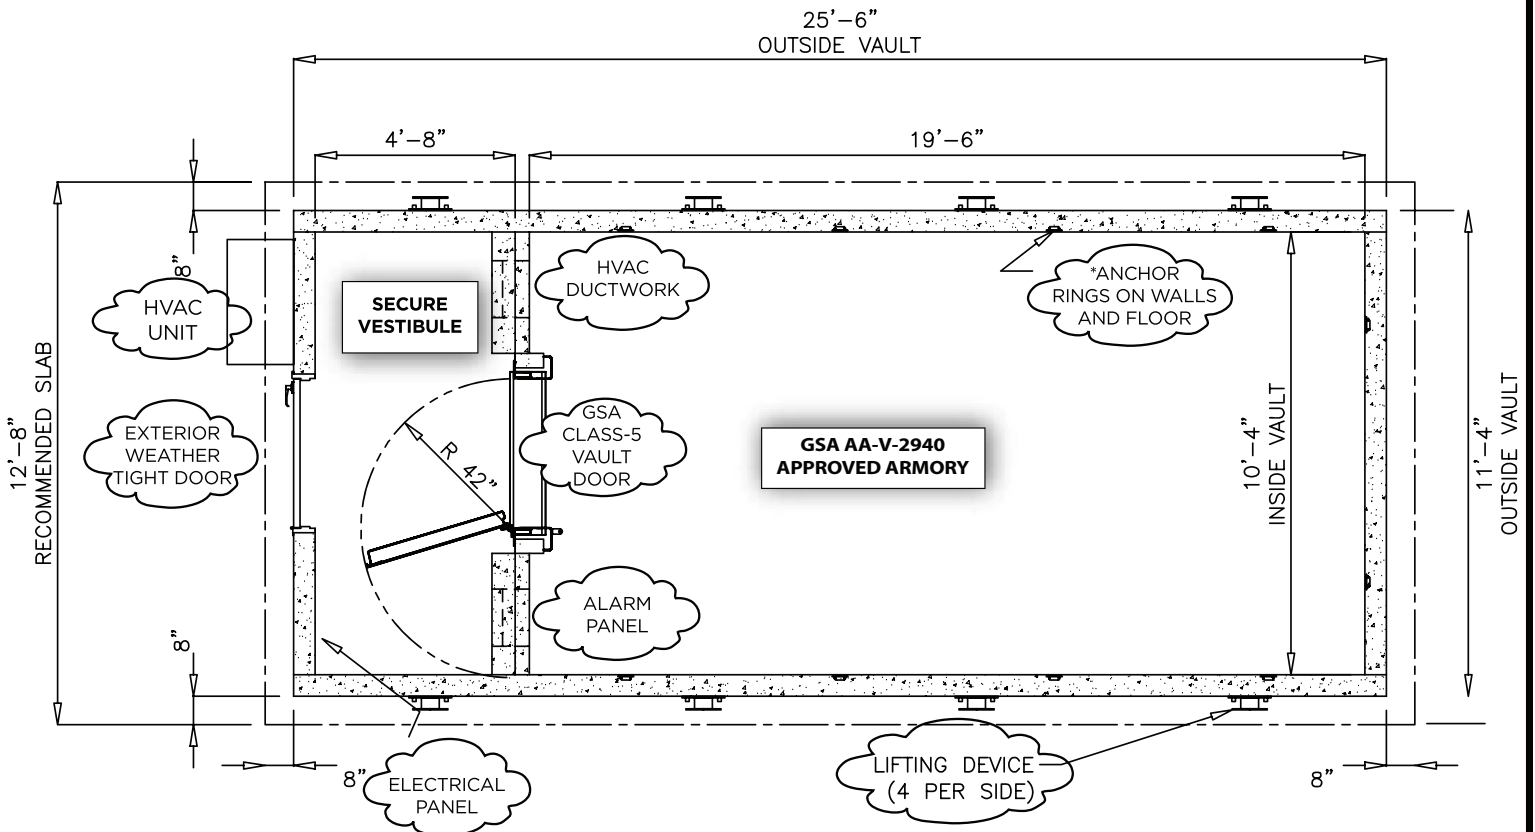 25'-6"
OUTSIDE VAULT
4'-8"
19'-6"
8"
HVAC
UNIT
SECURE
VESTIBULE
HVAC
DUCTWORK
*ANCHOR
RINGS ON WALLS
AND FLOOR
12'-8"
RECOMMENDED SLAB
EXTERIOR
WEATHER
TIGHT DOOR
R 42"
GSA
CLASS-5
VAULT
DOOR
GSA AA-V-2940
APPROVED ARMORY
10'-4"
INSIDE VAULT
11'-4"
OUTSIDE VAULT
ALARM
PANEL
8"
8"
ELECTRICAL
PANEL
LIFTING DEVICE
(4 PER SIDE)
8"